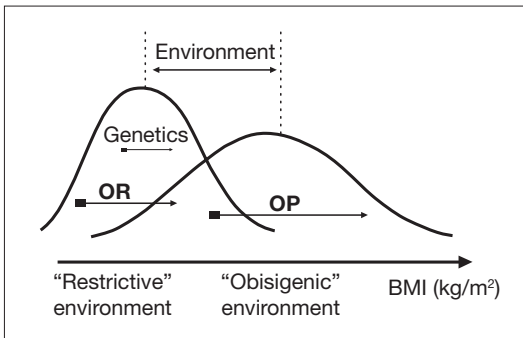 Environment
Genetics
OR
OP
“Restrictive”
environment
“Obisigenic”
environment
BMI (kg/m²)